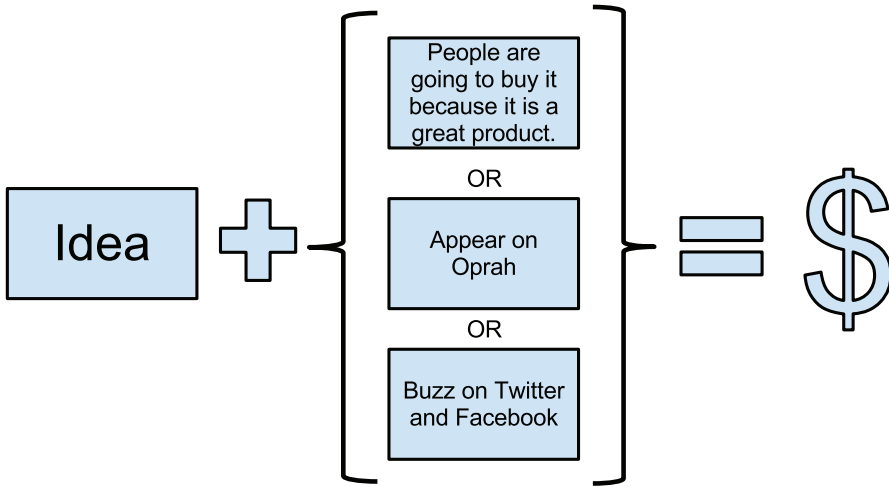 People are
going to buy it
because it is a
great product.
OR
Idea
Appear on
Oprah
$
OR
Buzz on Twitter
and Facebook